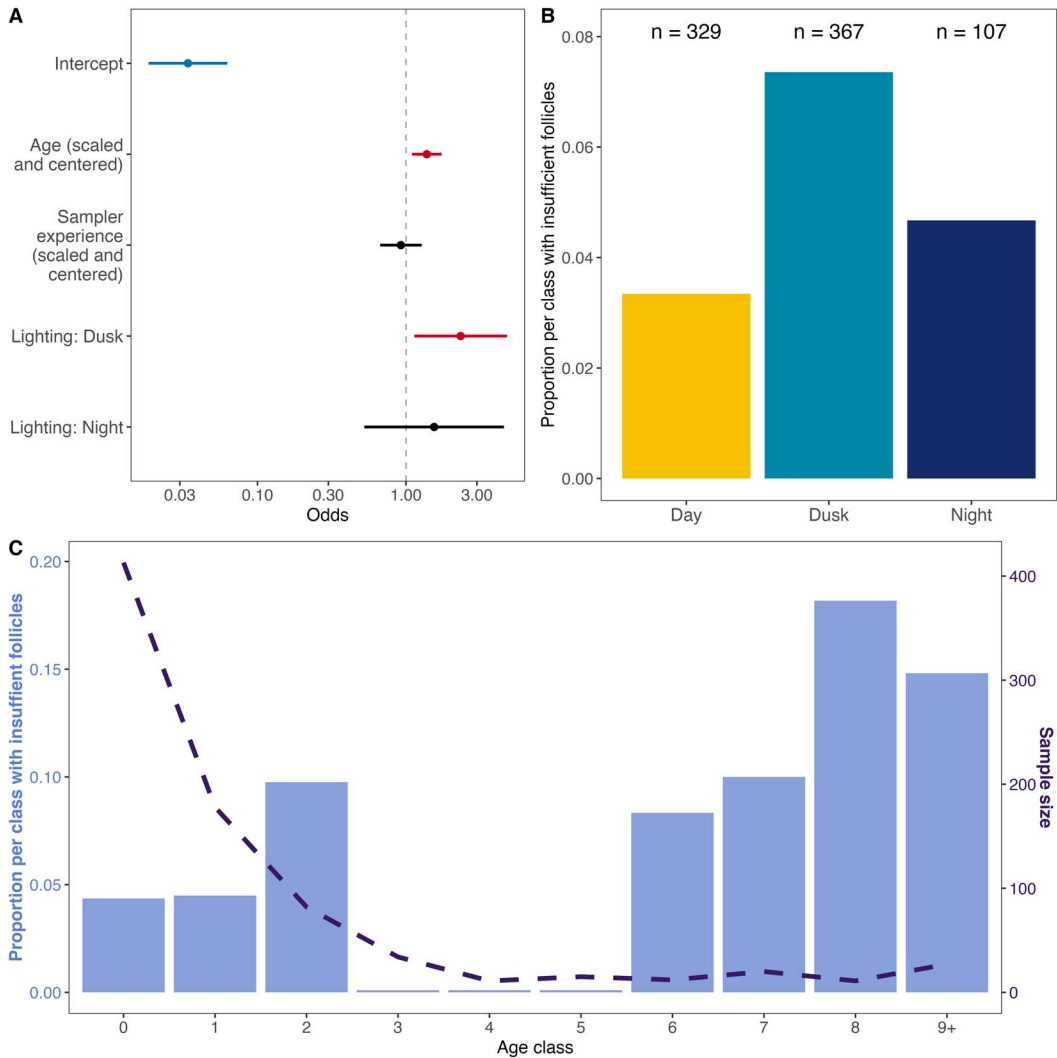 A
Intercept
Age (scaled
and centered)
Sampler
experience
(scaled and
centered)
Lighting: Dusk
Lighting: Night
0.03 0.10 0.30 1.00 3.00
Odds
B
Proportion per class with insufficient follicles
0.08
0.06
0.04
0.02
0.00
n = 329 n = 367 n = 107
Day Dusk Night
C
Proportion per class with insuffient follicles
0.20
0.15
0.10
0.05
0.00
400
300
200
100
0
Sample size
0 1 2 3 4 5 6 7 8 9+
Age class